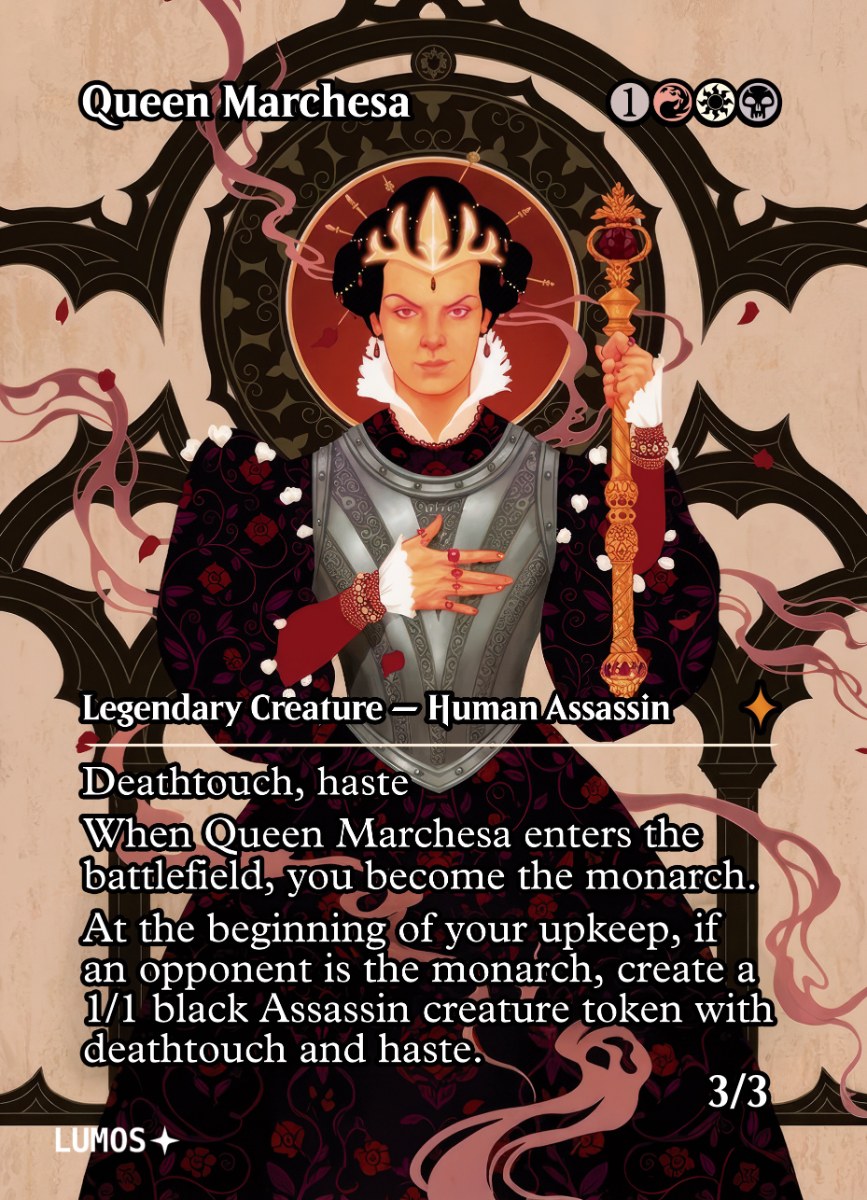 Queen Marchesa 1
Legendary Creature — Human Assassin
Deathtouch, haste
When Queen Marchesa enters the
battlefield, you become the monarch.
At the beginning of your upkeep, if
an opponent is the monarch, create a
1/1 black Assassin creature token with
deathtouch and haste.
3/3
LUMOS